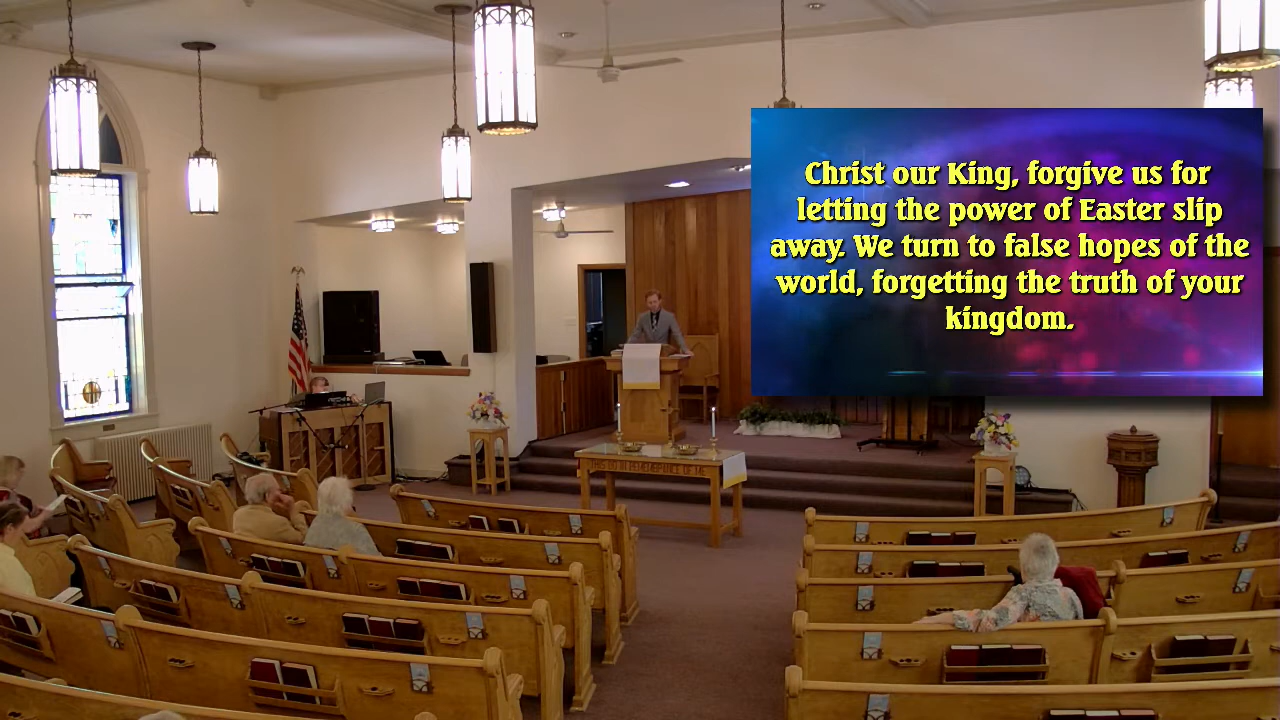 Christ our King, forgive us for
letting the power of Easter slip
away. We turn to false hopes of the
world, forgetting the truth of your
kingdom.